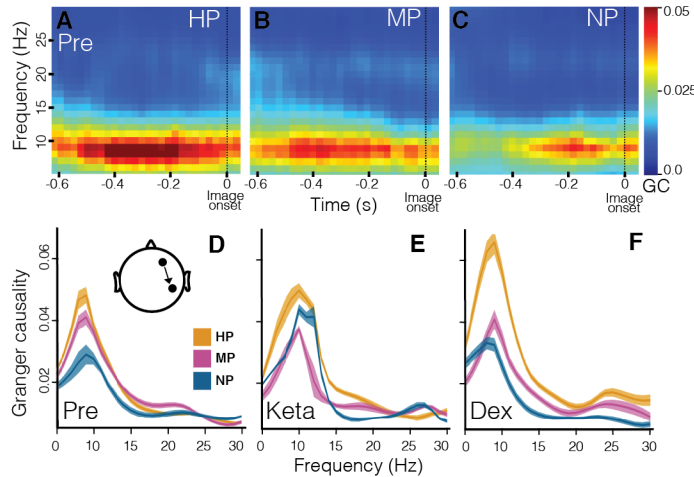 A HP
B MP
C NP
Pre
Frequency (Hz)
25
20
15
10
-0.6 -0.4 -0.2 0
-0.6 -0.4 -0.2 0
-0.6 -0.4 -0.2 0
Image onset
Image onset
Image onset
Time (s)
0.05
-0.025
0.0
GC
D
E
F
Granger causality
0.06
0.04
0.02
HP
MP
NP
Pre
Keta
Dex
0 5 10 15 20 25 30
0 5 10 15 20 25 30
0 5 10 15 20 25 30
Frequency (Hz)